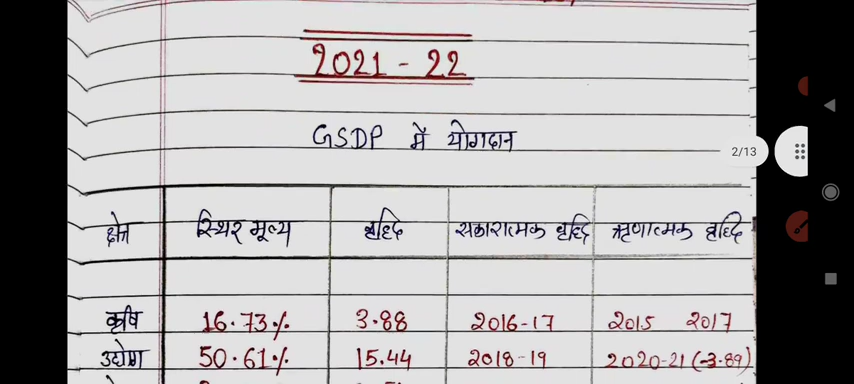 2021 - 22
GSDP में योगदान
2/13
क्षेत्र स्थिर मूल्य वृद्धि सकारात्मक वृद्धि ऋणात्मक वृद्धि
कृषि 16.73% 3.88 2016-17 2015 2017
उद्योग 50.61% 15.44 2018-19 2020-21 (-3.89)